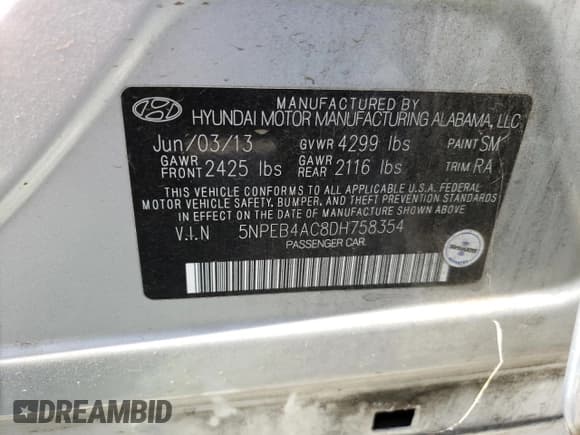 MANUFACTURED BY
HYUNDAI MOTOR MANUFACTURING ALABAMA, LLC
Jun/03/13 GVWR 4299 lbs PAINT SM
GAWR FRONT 2425 lbs GAWR REAR 2116 lbs TRIM RA
THIS VEHICLE CONFORMS TO ALL APPLICABLE U.S.A. FEDERAL
MOTOR VEHICLE SAFETY, BUMPER, AND THEFT PREVENTION STANDARDS
IN EFFECT ON THE DATE OF MANUFACTURE SHOWN ABOVE.
V.I.N 5NPEB4AC8DH758354
PASSENGER CAR
DREAMBID